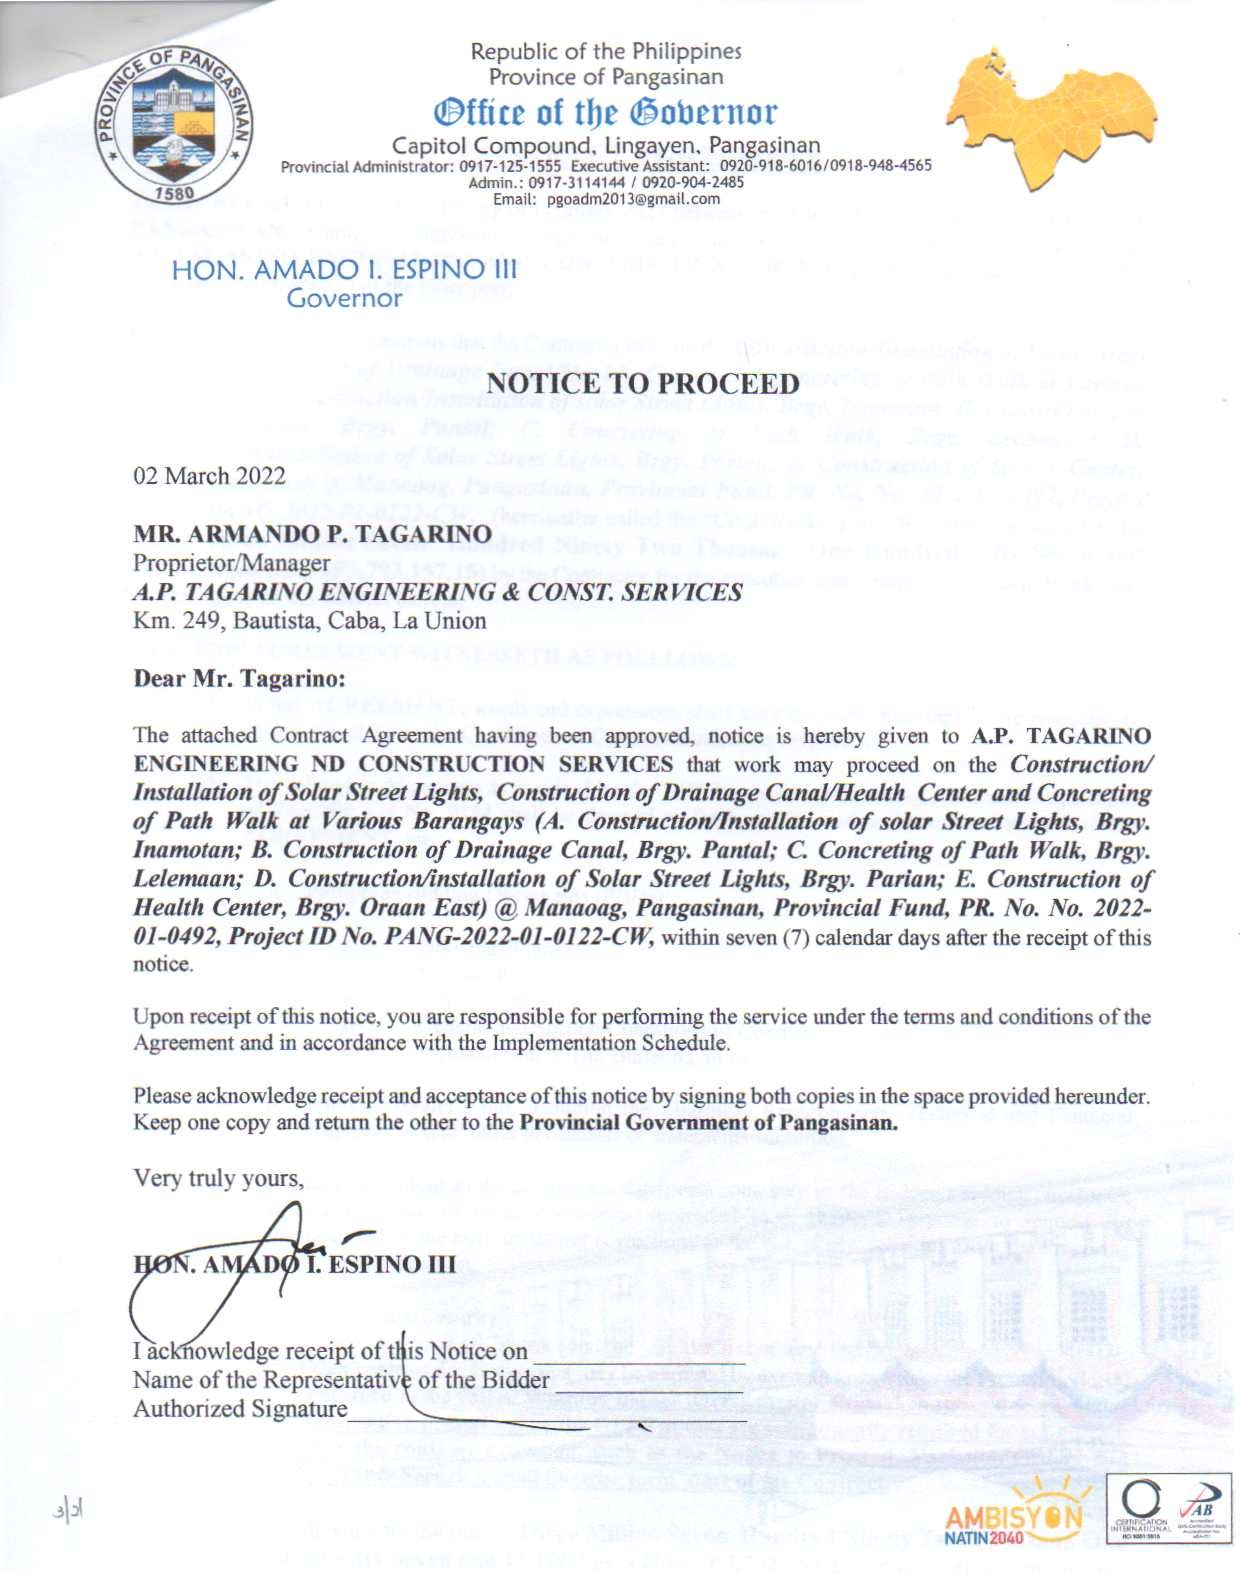 PROVINCE OF PANGASINAN
1580
Republic of the Philippines
Province of Pangasinan
Office of the Governor
Capitol Compound, Lingayen, Pangasinan
Provincial Administrator: 0917-125-1555 Executive Assistant: 0920-918-6016/0918-948-4565
Admin.: 0917-3114144 / 0920-904-2485
Email: pgoadm2013@gmail.com
HON. AMADO I. ESPINO III
Governor
NOTICE TO PROCEED
02 March 2022
MR. ARMANDO P. TAGARINO
Proprietor/Manager
A.P. TAGARINO ENGINEERING & CONST. SERVICES
Km. 249, Bautista, Caba, La Union
Dear Mr. Tagarino:
The attached Contract Agreement having been approved, notice is hereby given to A.P. TAGARINO
ENGINEERING ND CONSTRUCTION SERVICES that work may proceed on the Construction/
Installation of Solar Street Lights, Construction of Drainage Canal/Health Center and Concreting
of Path Walk at Various Barangays (A. Construction/Installation of solar Street Lights, Brgy.
Inamotan; B. Construction of Drainage Canal, Brgy. Pantal; C. Concreting of Path Walk, Brgy.
Lelemaan; D. Construction/installation of Solar Street Lights, Brgy. Parian; E. Construction of
Health Center, Brgy. Oraan East) @ Manaoag, Pangasinan, Provincial Fund, PR. No. No. 2022-
01-0492, Project ID No. PANG-2022-01-0122-CW, within seven (7) calendar days after the receipt of this
notice.
Upon receipt of this notice, you are responsible for performing the service under the terms and conditions of the
Agreement and in accordance with the Implementation Schedule.
Please acknowledge receipt and acceptance of this notice by signing both copies in the space provided hereunder.
Keep one copy and return the other to the Provincial Government of Pangasinan.
Very truly yours,
HON. AMADO I. ESPINO III
I acknowledge receipt of this Notice on
Name of the Representative of the Bidder
Authorized Signature
AMBISYON
NATIN 2040
CERTIFICATION
INTERNATIONAL
ISO 9001:2015
PAB